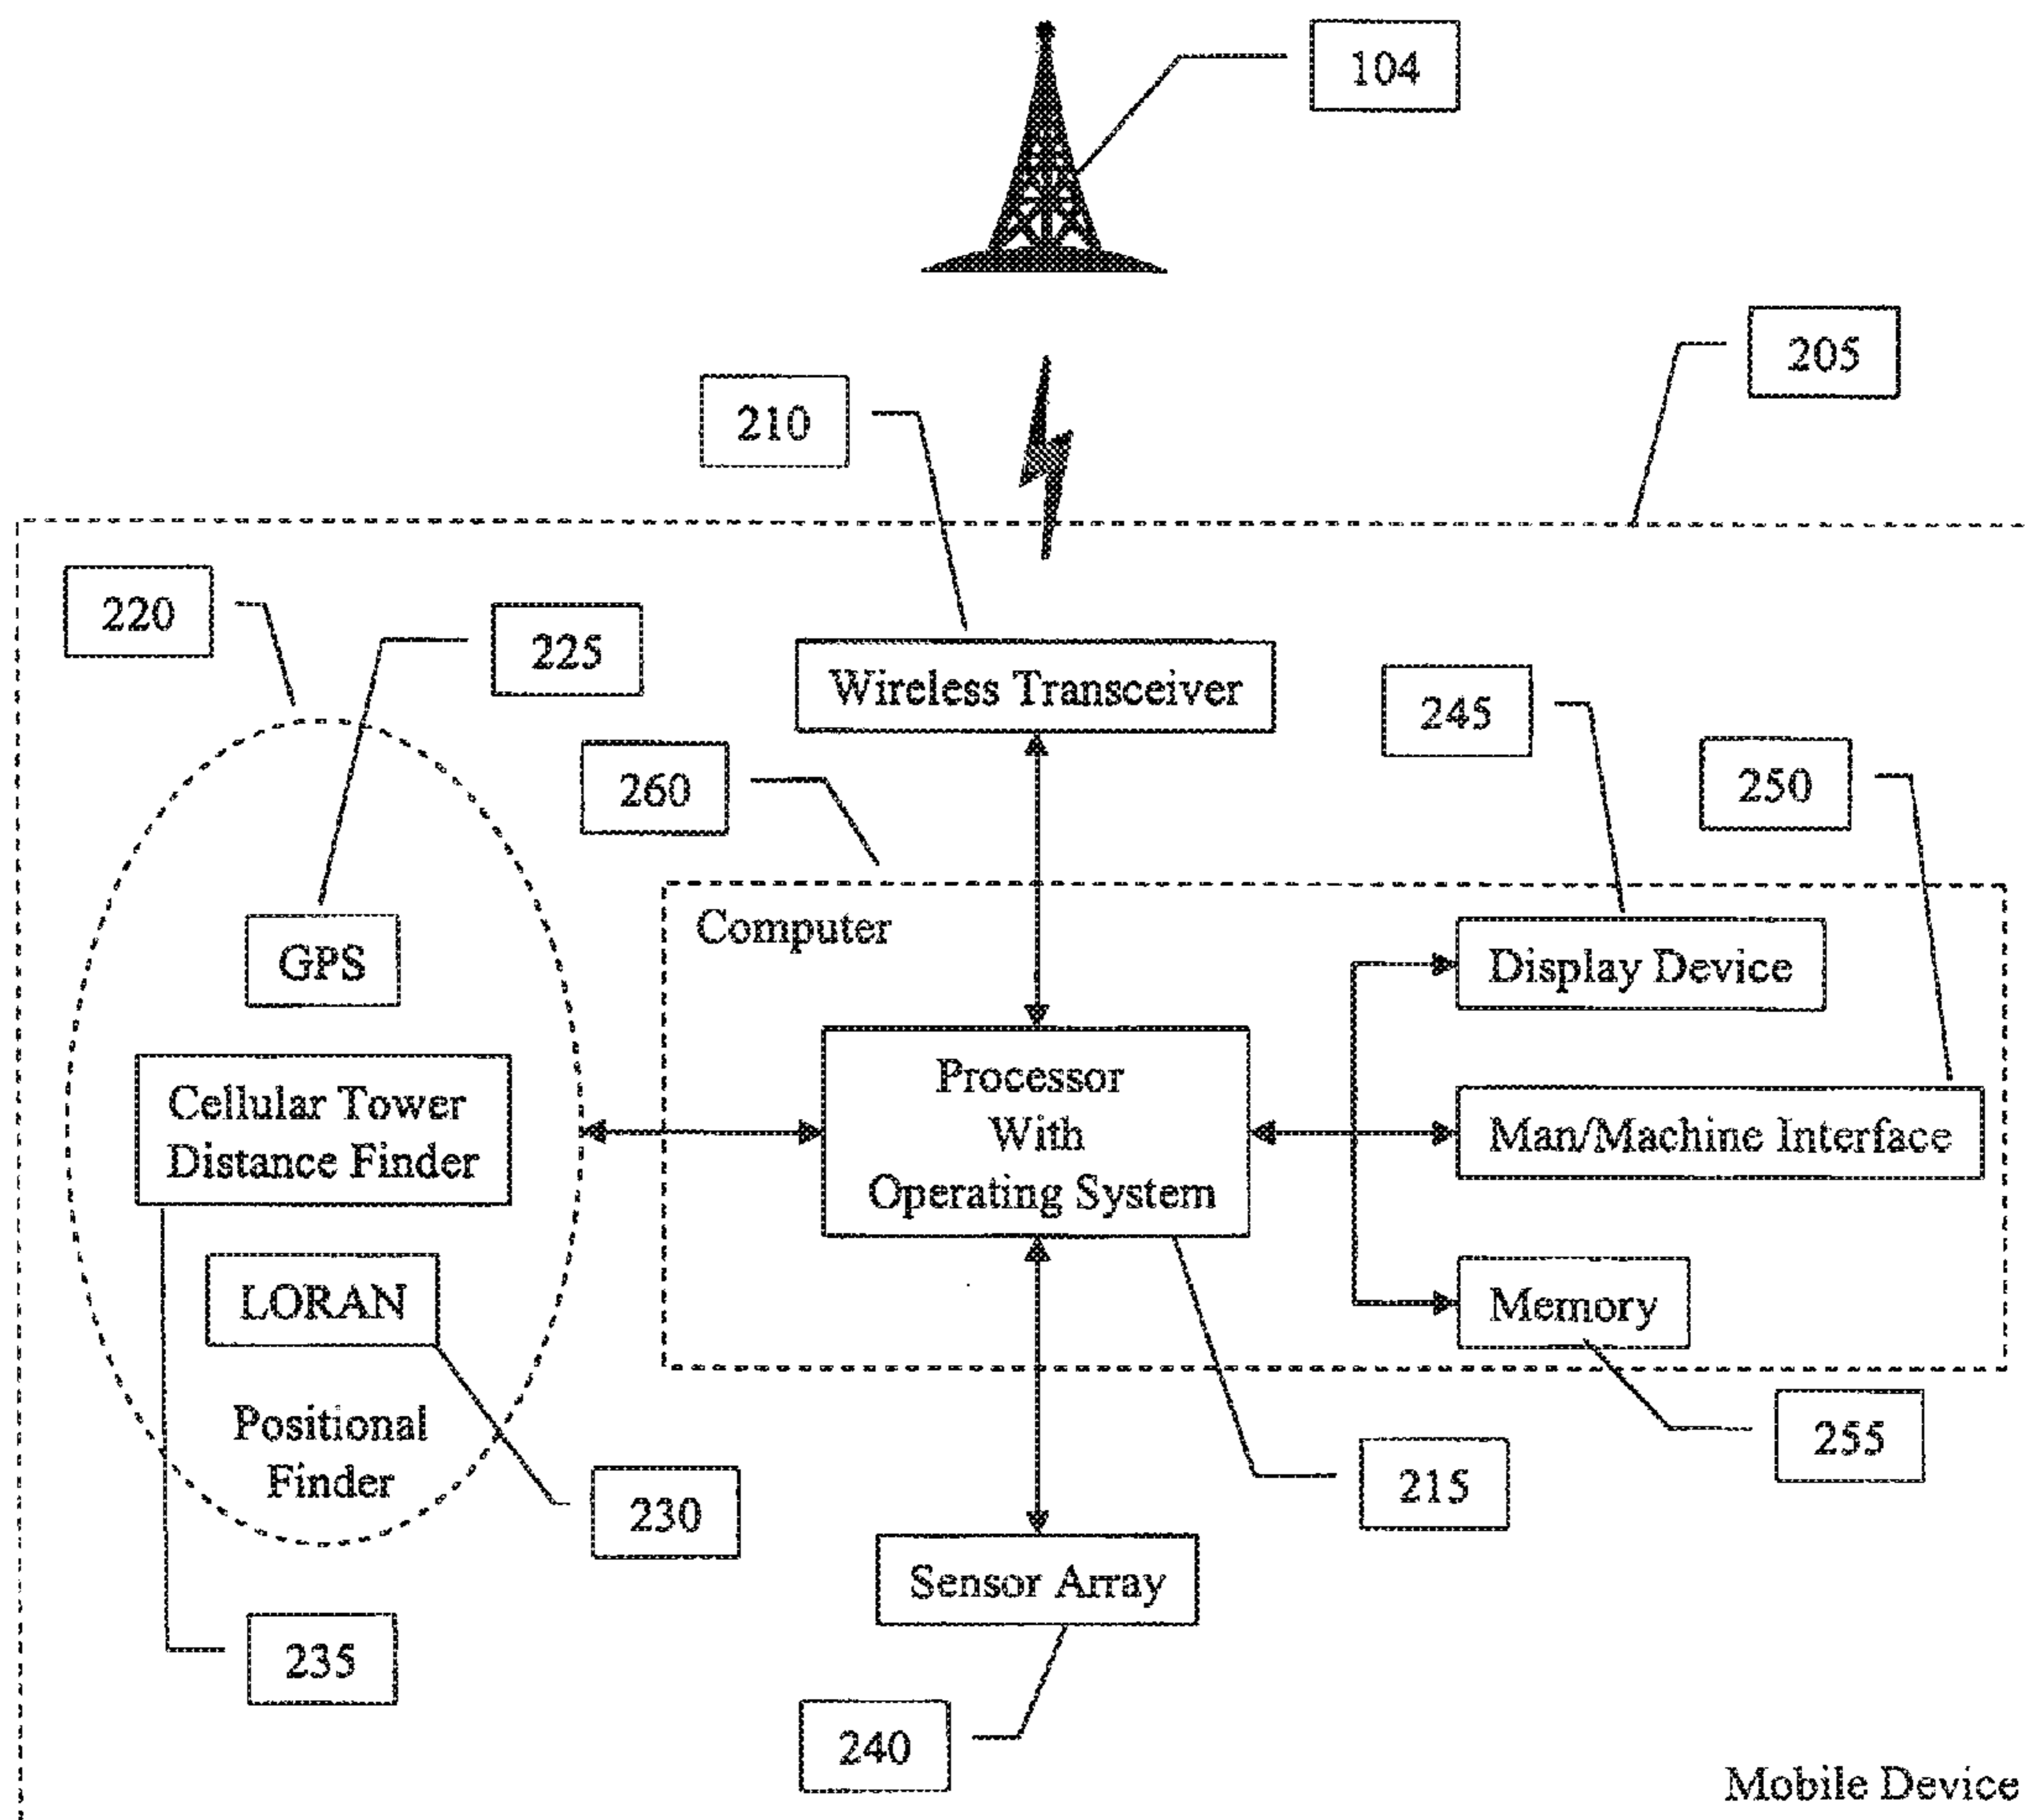 104
205
210
220
225
Wireless Transceiver
245
260
250
Computer
GPS
Display Device
Cellular Tower
Distance Finder
Processor
With
Operating System
Man/Machine Interface
LORAN
Memory
Positional
Finder
230
215
255
Sensor Array
235
240
Mobile Device